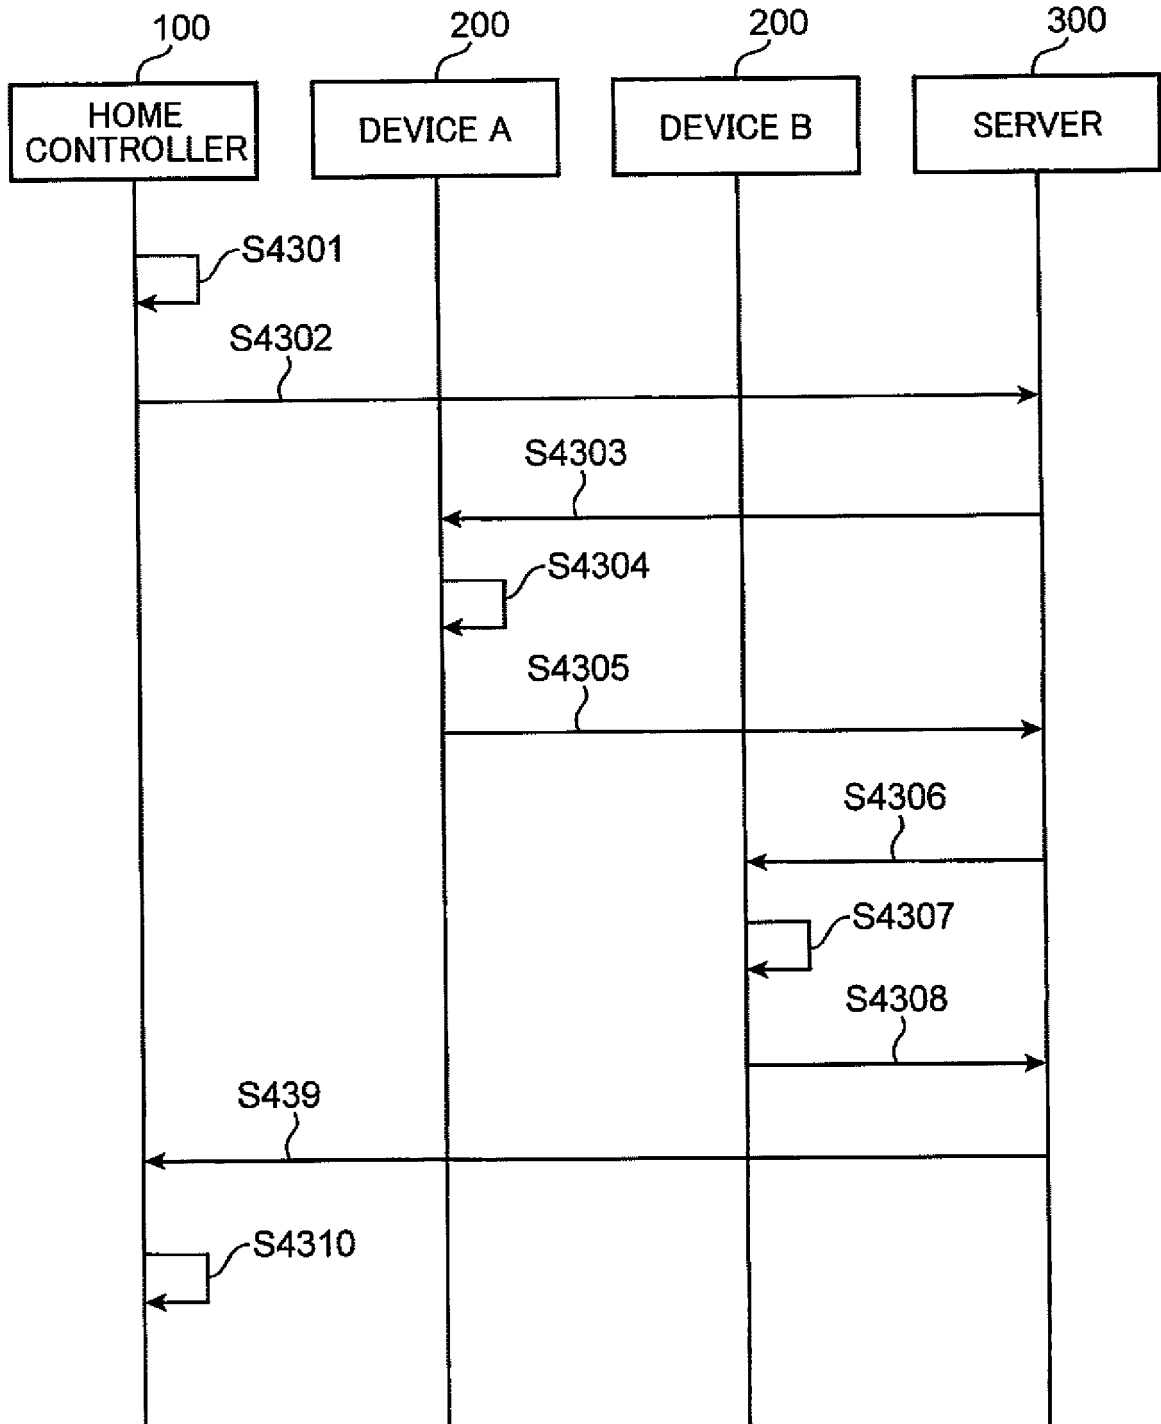 100
200
200
300
HOME
CONTROLLER
DEVICE A
DEVICE B
SERVER
S4301
S4302
S4303
S4304
S4305
S4306
S4307
S4308
S439
S4310